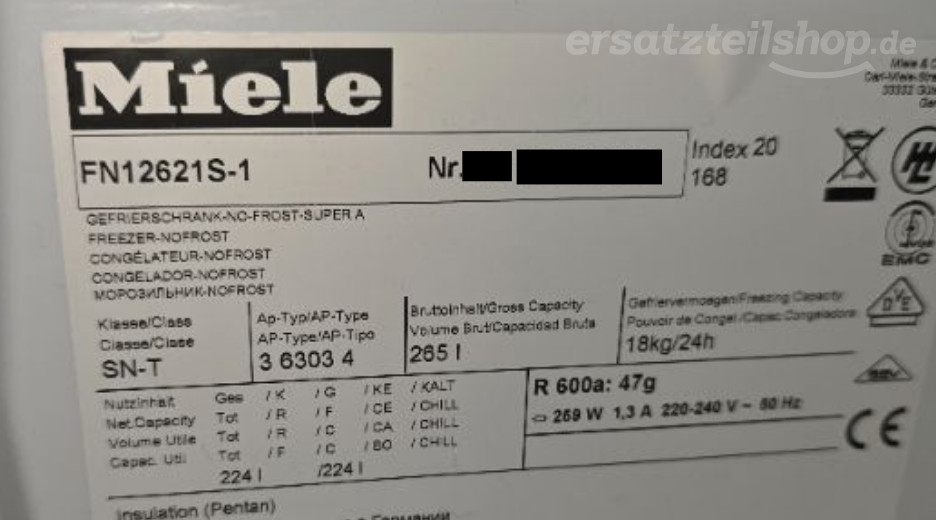 ersatzteilshop.de
Miele
FN12621S-1 Nr.
Index 20
168
GEFRIERSCHRANK-NO-FROST-SUPER A
FREEZER-NOFROST
CONGÉLATEUR-NOFROST
CONGELADOR-NOFROST
МОРОЗИЛЬНИК-NOFROST
EMC
Klasse/Class
Classe/Clase
SN-T
Ap-Typ/AP-Type
AP-Type/AP-Tipo
3 6303 4
Bruttoinhalt/Gross Capacity
Volume Brut/Capacidad Bruta
265 l
Gefriervermoegen/Freezing Capacity
Pouvoir de Congel./Capac.Congeladora
18kg/24h
Nutzinhalt Ges /K /G /KE /KALT
Net.Capacity Tot /R /F /CE /CHILL
Volume Utile Tot /R /C /CA /CHILL
Capac. Util Tot /F /C /BO /CHILL
224 l /224 l
R 600a: 47g
259 W 1,3 A 220-240 V ~ 50 Hz
CE
Insulation (Pentan)